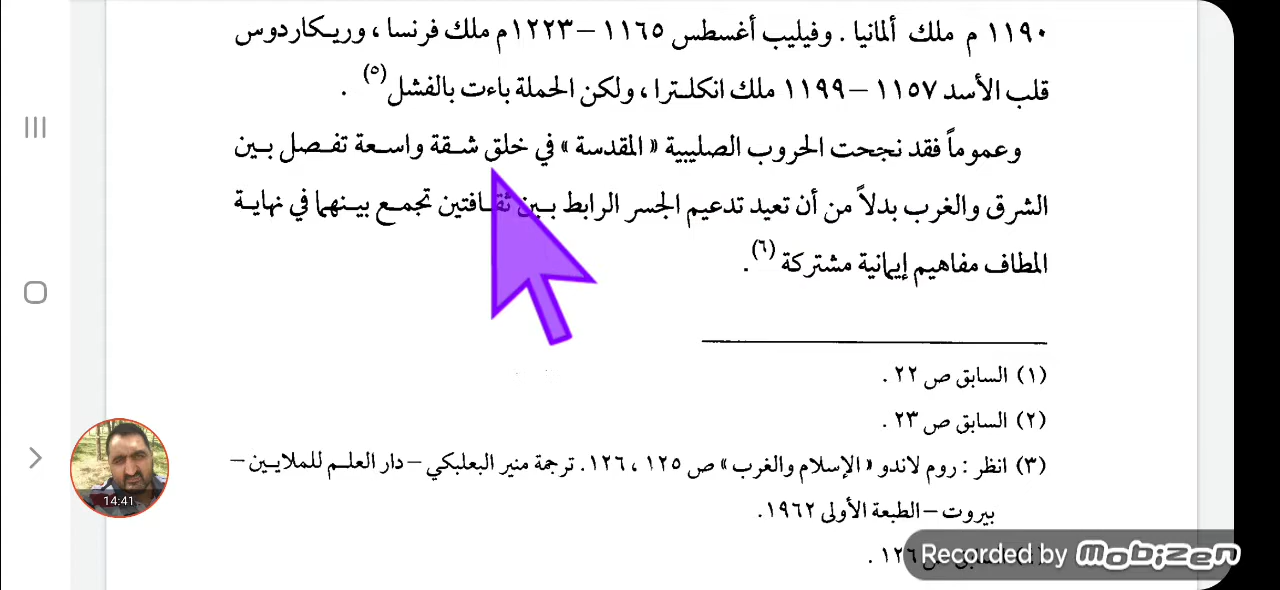 ١١٩٠ م ملك ألمانيا . وفيليب أغسطس ١١٦٥ – ١٢٢٣م ملك فرنسا ، وريكاردوس
قلب الأسد ١١٥٧ – ١١٩٩ ملك انكلترا ، ولكن الحملة باءت بالفشل(٥) .
وعموماً فقد نجحت الحروب الصليبية « المقدسة » في خلق شقة واسعة تفصل بين
الشرق والغرب بدلاً من أن تعيد تدعيم الجسر الرابط بين ثقافتين تجمع بينهما في نهاية
المطاف مفاهيم إيمانية مشتركة (٦).
(١) السابق ص ٢٢ .
(٢) السابق ص ٢٣ .
(٣) انظر : روم لاندو « الإسلام والغرب » ص ١٢٥ ، ١٢٦. ترجمة منير البعلبكي – دار العلم للملايين –
بيروت – الطبعة الأولى ١٩٦٢.
١٢٦ .
14:41
Recorded by mobizen